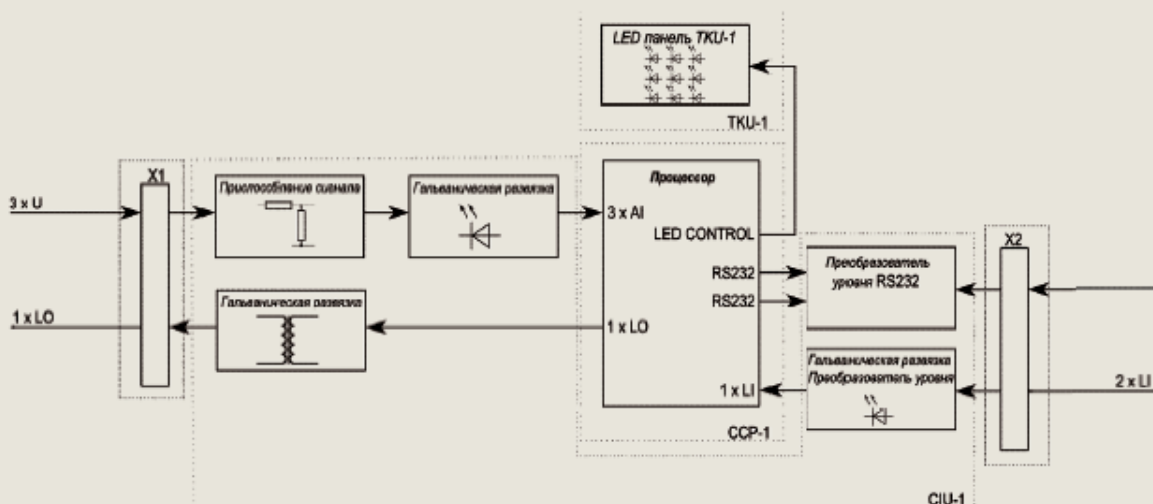 LED панель TKU-1
TKU-1
X1
3 x U
Приспособление сигнала
Гальваническая развязка
Процессор
3 x AI
LED CONTROL
RS232
RS232
1 x LO
1 x LI
CCP-1
Гальваническая развязка
1 x LO
Преобразователь
уровня RS232
X2
Гальваническая развязка
Преобразователь уровня
2 x LI
CIU-1